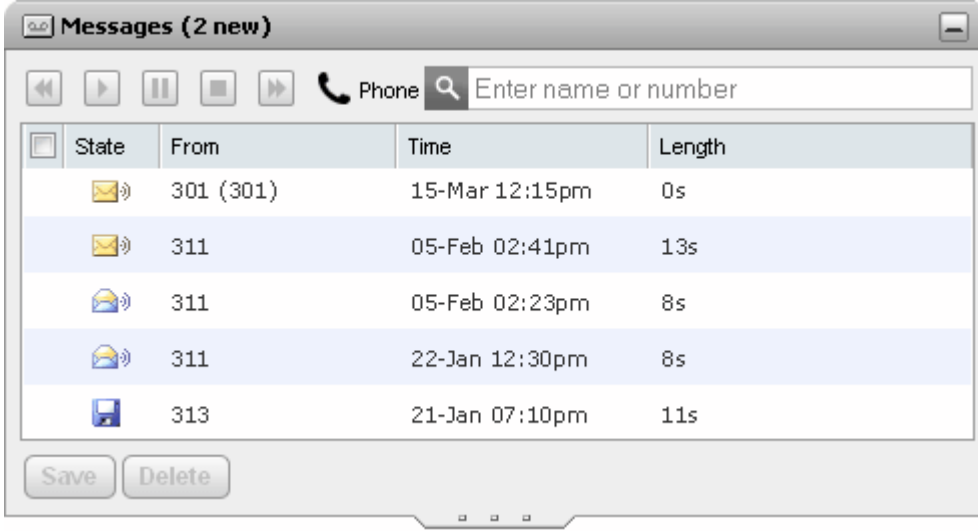 Messages (2 new)
Phone Enter name or number
State From Time Length
301 (301) 15-Mar 12:15pm 0s
311 05-Feb 02:41pm 13s
311 05-Feb 02:23pm 8s
311 22-Jan 12:30pm 8s
313 21-Jan 07:10pm 11s
Save Delete